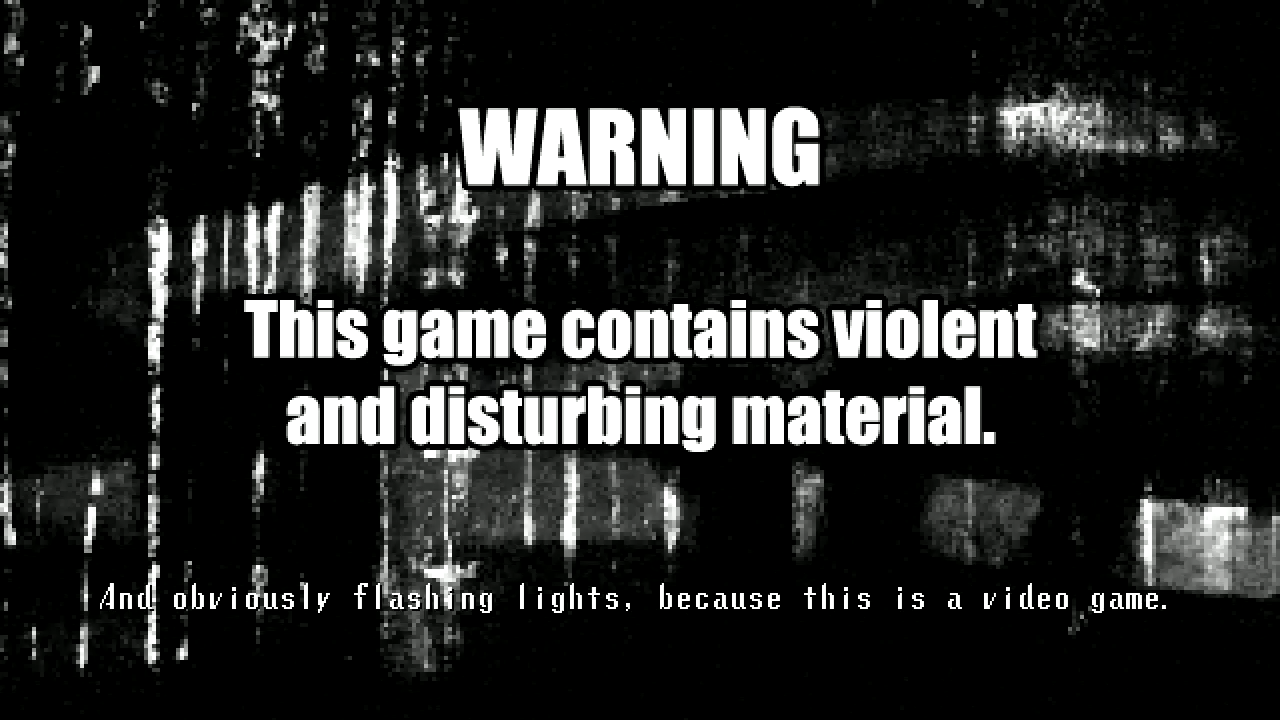 WARNING
This game contains violent
and disturbing material.
And obviously flashing lights, because this is a video game.